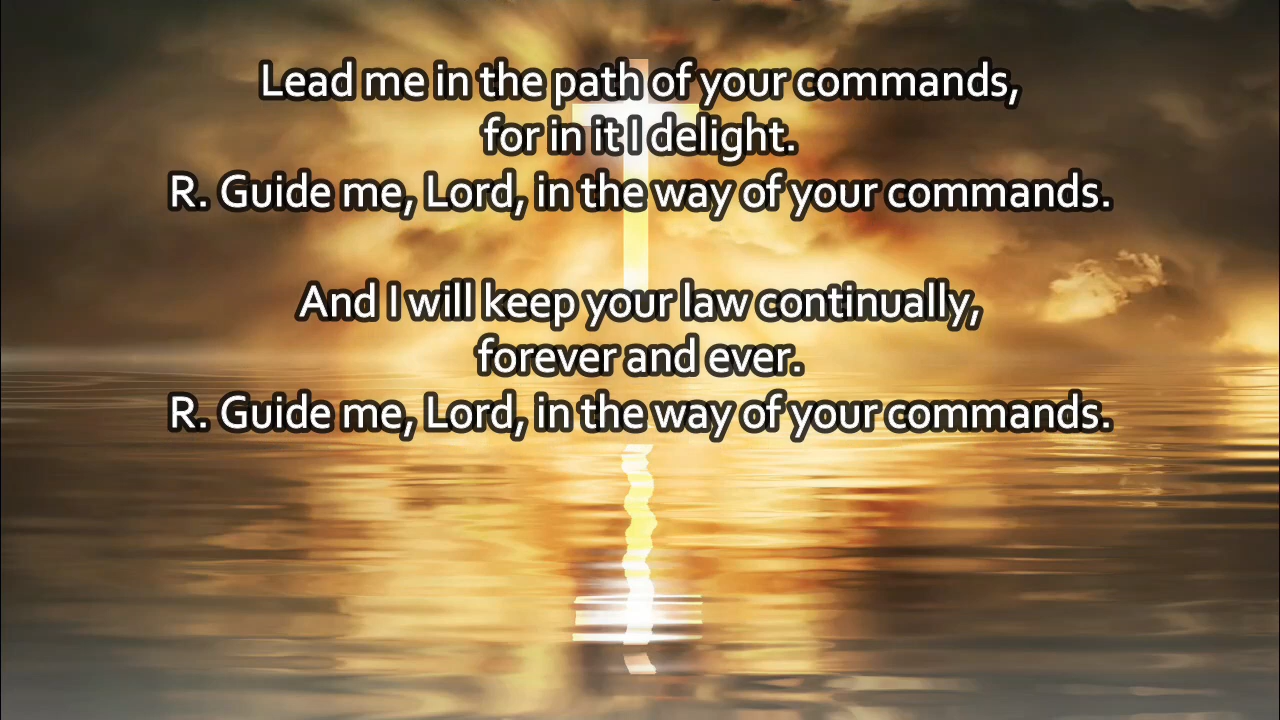 Lead me in the path of your commands,
for in it I delight.
R. Guide me, Lord, in the way of your commands.
And I will keep your law continually,
forever and ever.
R. Guide me, Lord, in the way of your commands.